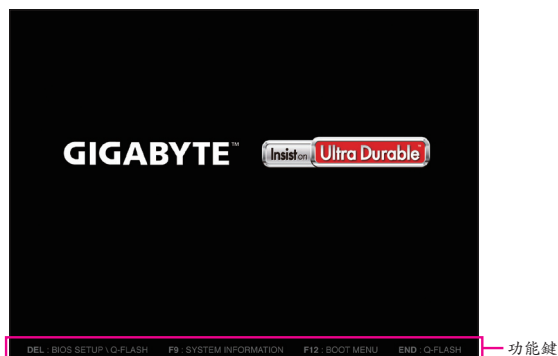 GIGABYTE™ Insist on Ultra Durable™
DEL : BIOS SETUP \ Q-FLASH F9 : SYSTEM INFORMATION F12 : BOOT MENU END : Q-FLASH
功能鍵